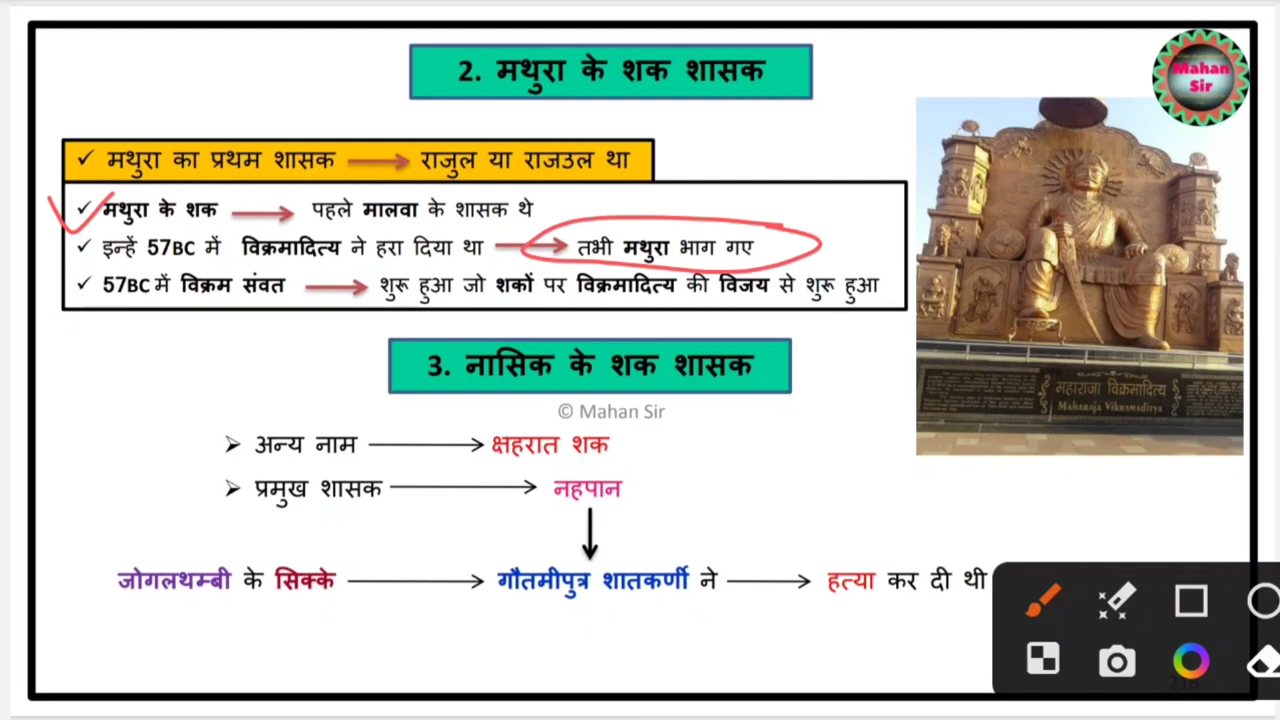 Mahan
Sir
2. मथुरा के शक शासक
✓ मथुरा का प्रथम शासक → राजुल या राजउल था
✓ मथुरा के शक → पहले मालवा के शासक थे
✓ इन्हें 57BC में विक्रमादित्य ने हरा दिया था → तभी मथुरा भाग गए
✓ 57BC में विक्रम संवत → शुरू हुआ जो शकों पर विक्रमादित्य की विजय से शुरू हुआ
महाराजा विक्रमादित्य
Maharaja Vikramaditya
3. नासिक के शक शासक
© Mahan Sir
➢ अन्य नाम → क्षहरात शक
➢ प्रमुख शासक → नहपान
जोगलथम्बी के सिक्के → गौतमीपुत्र शातकर्णी ने → हत्या कर दी थी